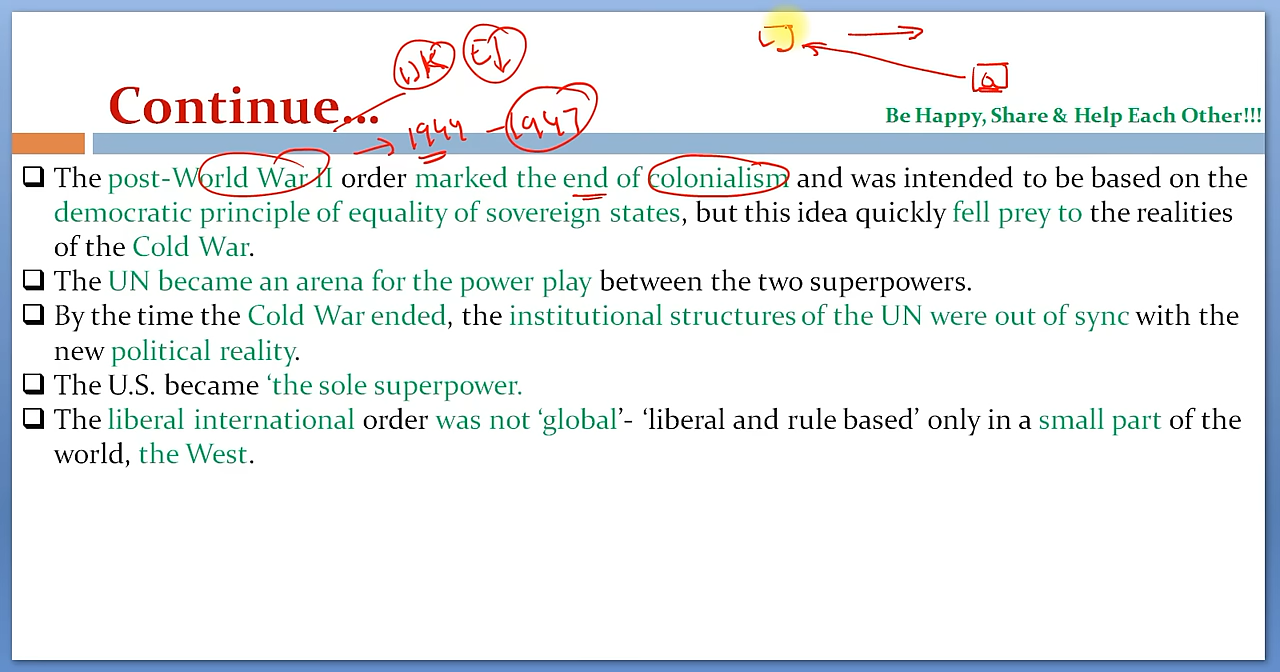 UK E↓
Continue...
→ 1944 - 1947
Be Happy, Share & Help Each Other!!!
❑ The post-World War II order marked the end of colonialism and was intended to be based on the
democratic principle of equality of sovereign states, but this idea quickly fell prey to the realities
of the Cold War.
❑ The UN became an arena for the power play between the two superpowers.
❑ By the time the Cold War ended, the institutional structures of the UN were out of sync with the
new political reality.
❑ The U.S. became ‘the sole superpower.
❑ The liberal international order was not ‘global’- ‘liberal and rule based’ only in a small part of the
world, the West.